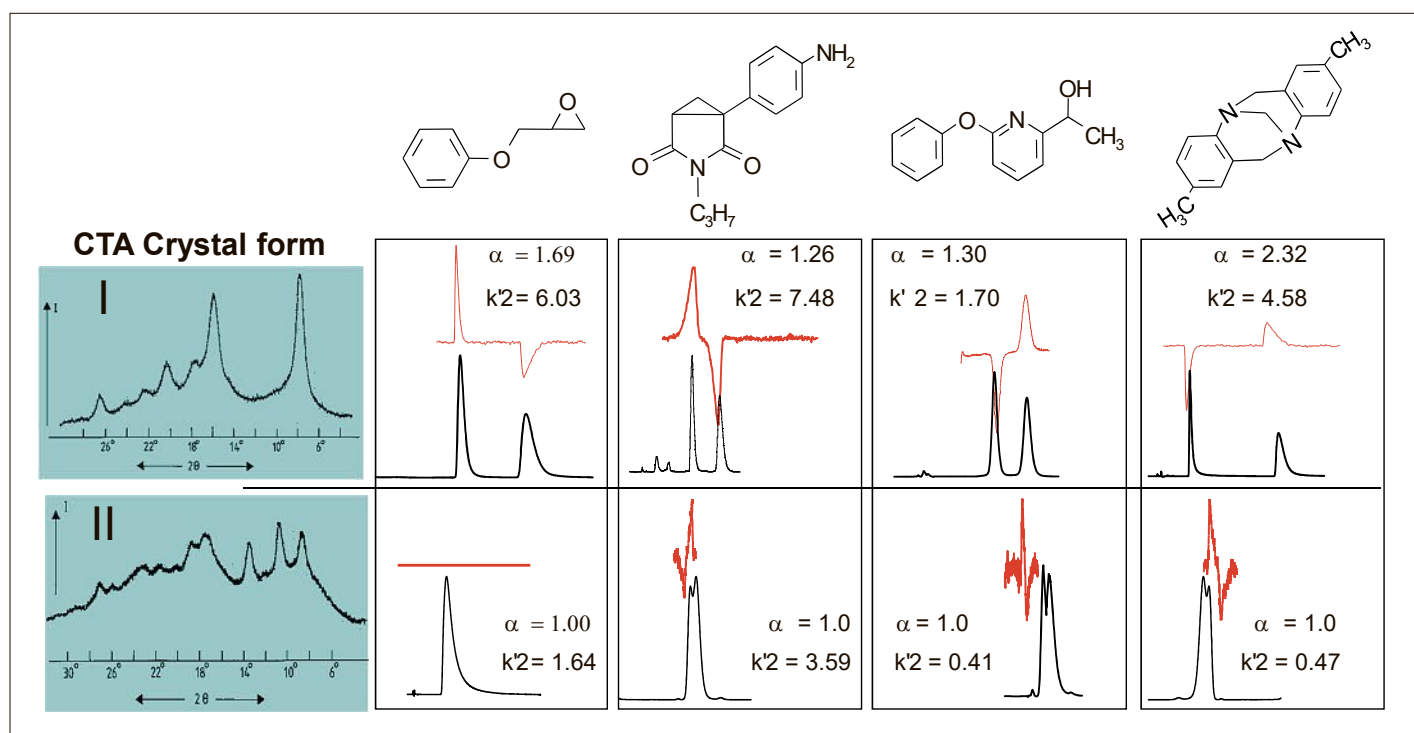 O
O
NH₂
O
N
O
C₃H₇
OH
O
N
CH₃
CH₃
N
N
H₃C
CTA Crystal form
I
I
26° 22° 18° 14° 10° 6°
2θ
α = 1.69
k'2 = 6.03
α = 1.26
k'2 = 7.48
α = 1.30
k' 2 = 1.70
α = 2.32
k'2 = 4.58
II
I
30° 26° 22° 18° 14° 10° 6°
2θ
α = 1.00
k'2 = 1.64
α = 1.0
k'2 = 3.59
α = 1.0
k'2 = 0.41
α = 1.0
k'2 = 0.47